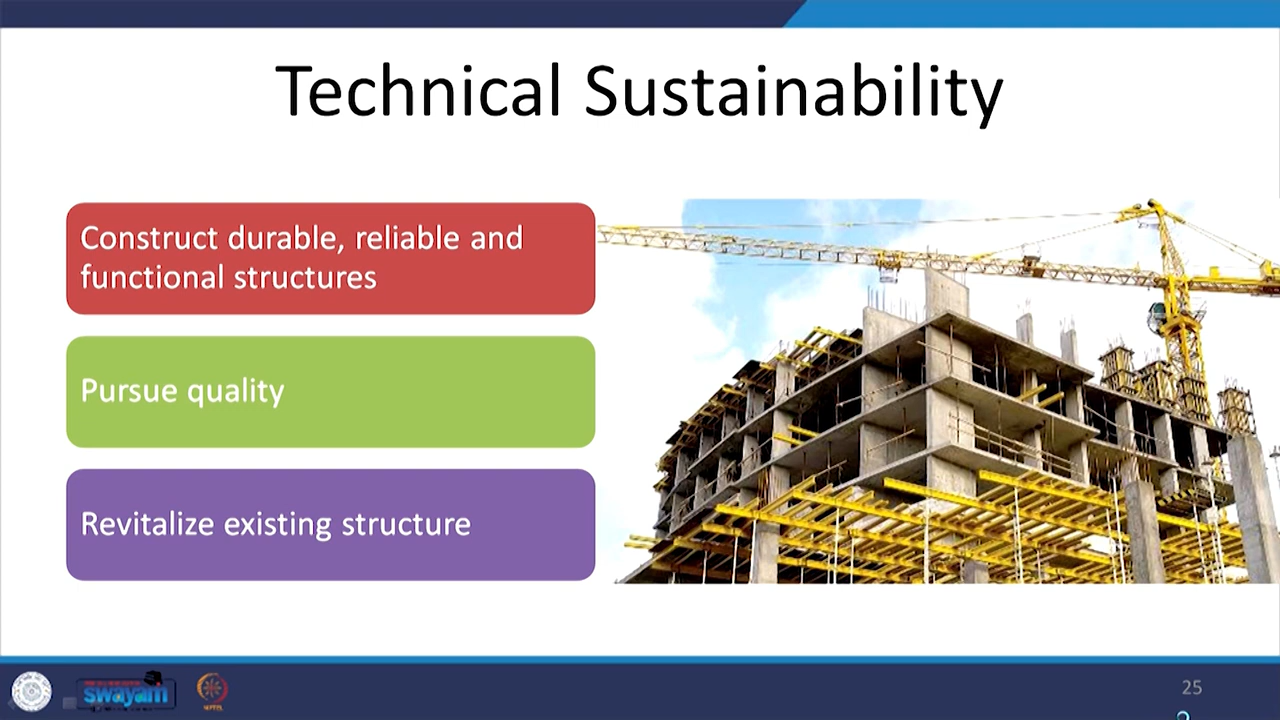 Technical Sustainability
Construct durable, reliable and
functional structures
Pursue quality
Revitalize existing structure
swayam
25